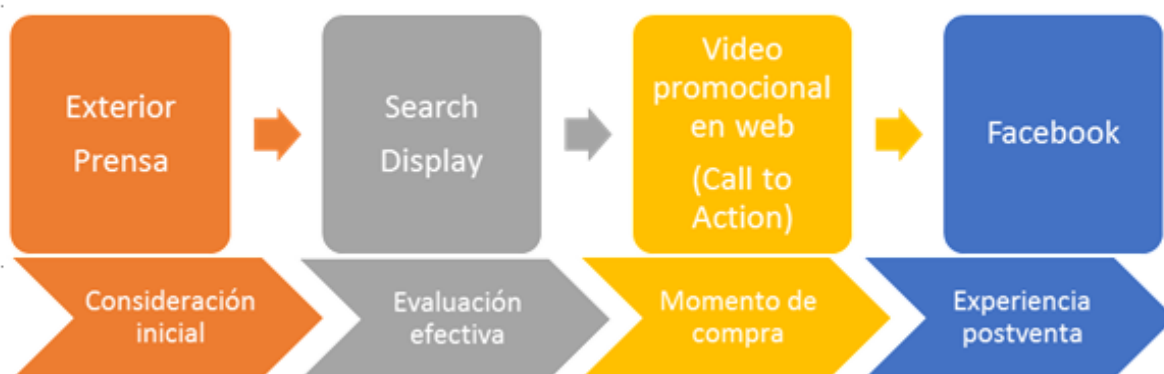 Exterior
Prensa
Search
Display
Video
promocional
en web
(Call to
Action)
Facebook
Consideración
inicial
Evaluación
efectiva
Momento de
compra
Experiencia
postventa